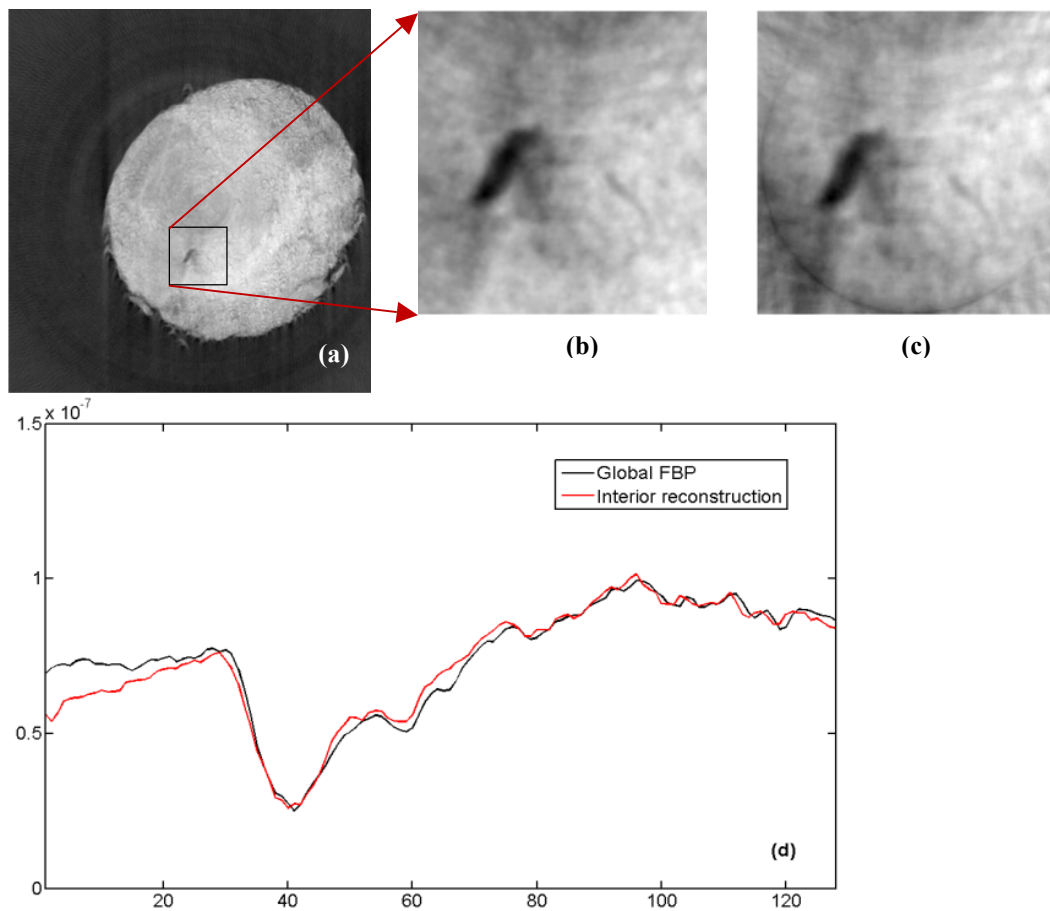 (a)
(b)
(c)
1.5 x 10⁻⁷
Global FBP
Interior reconstruction
1
0.5
(d)
0
20 40 60 80 100 120